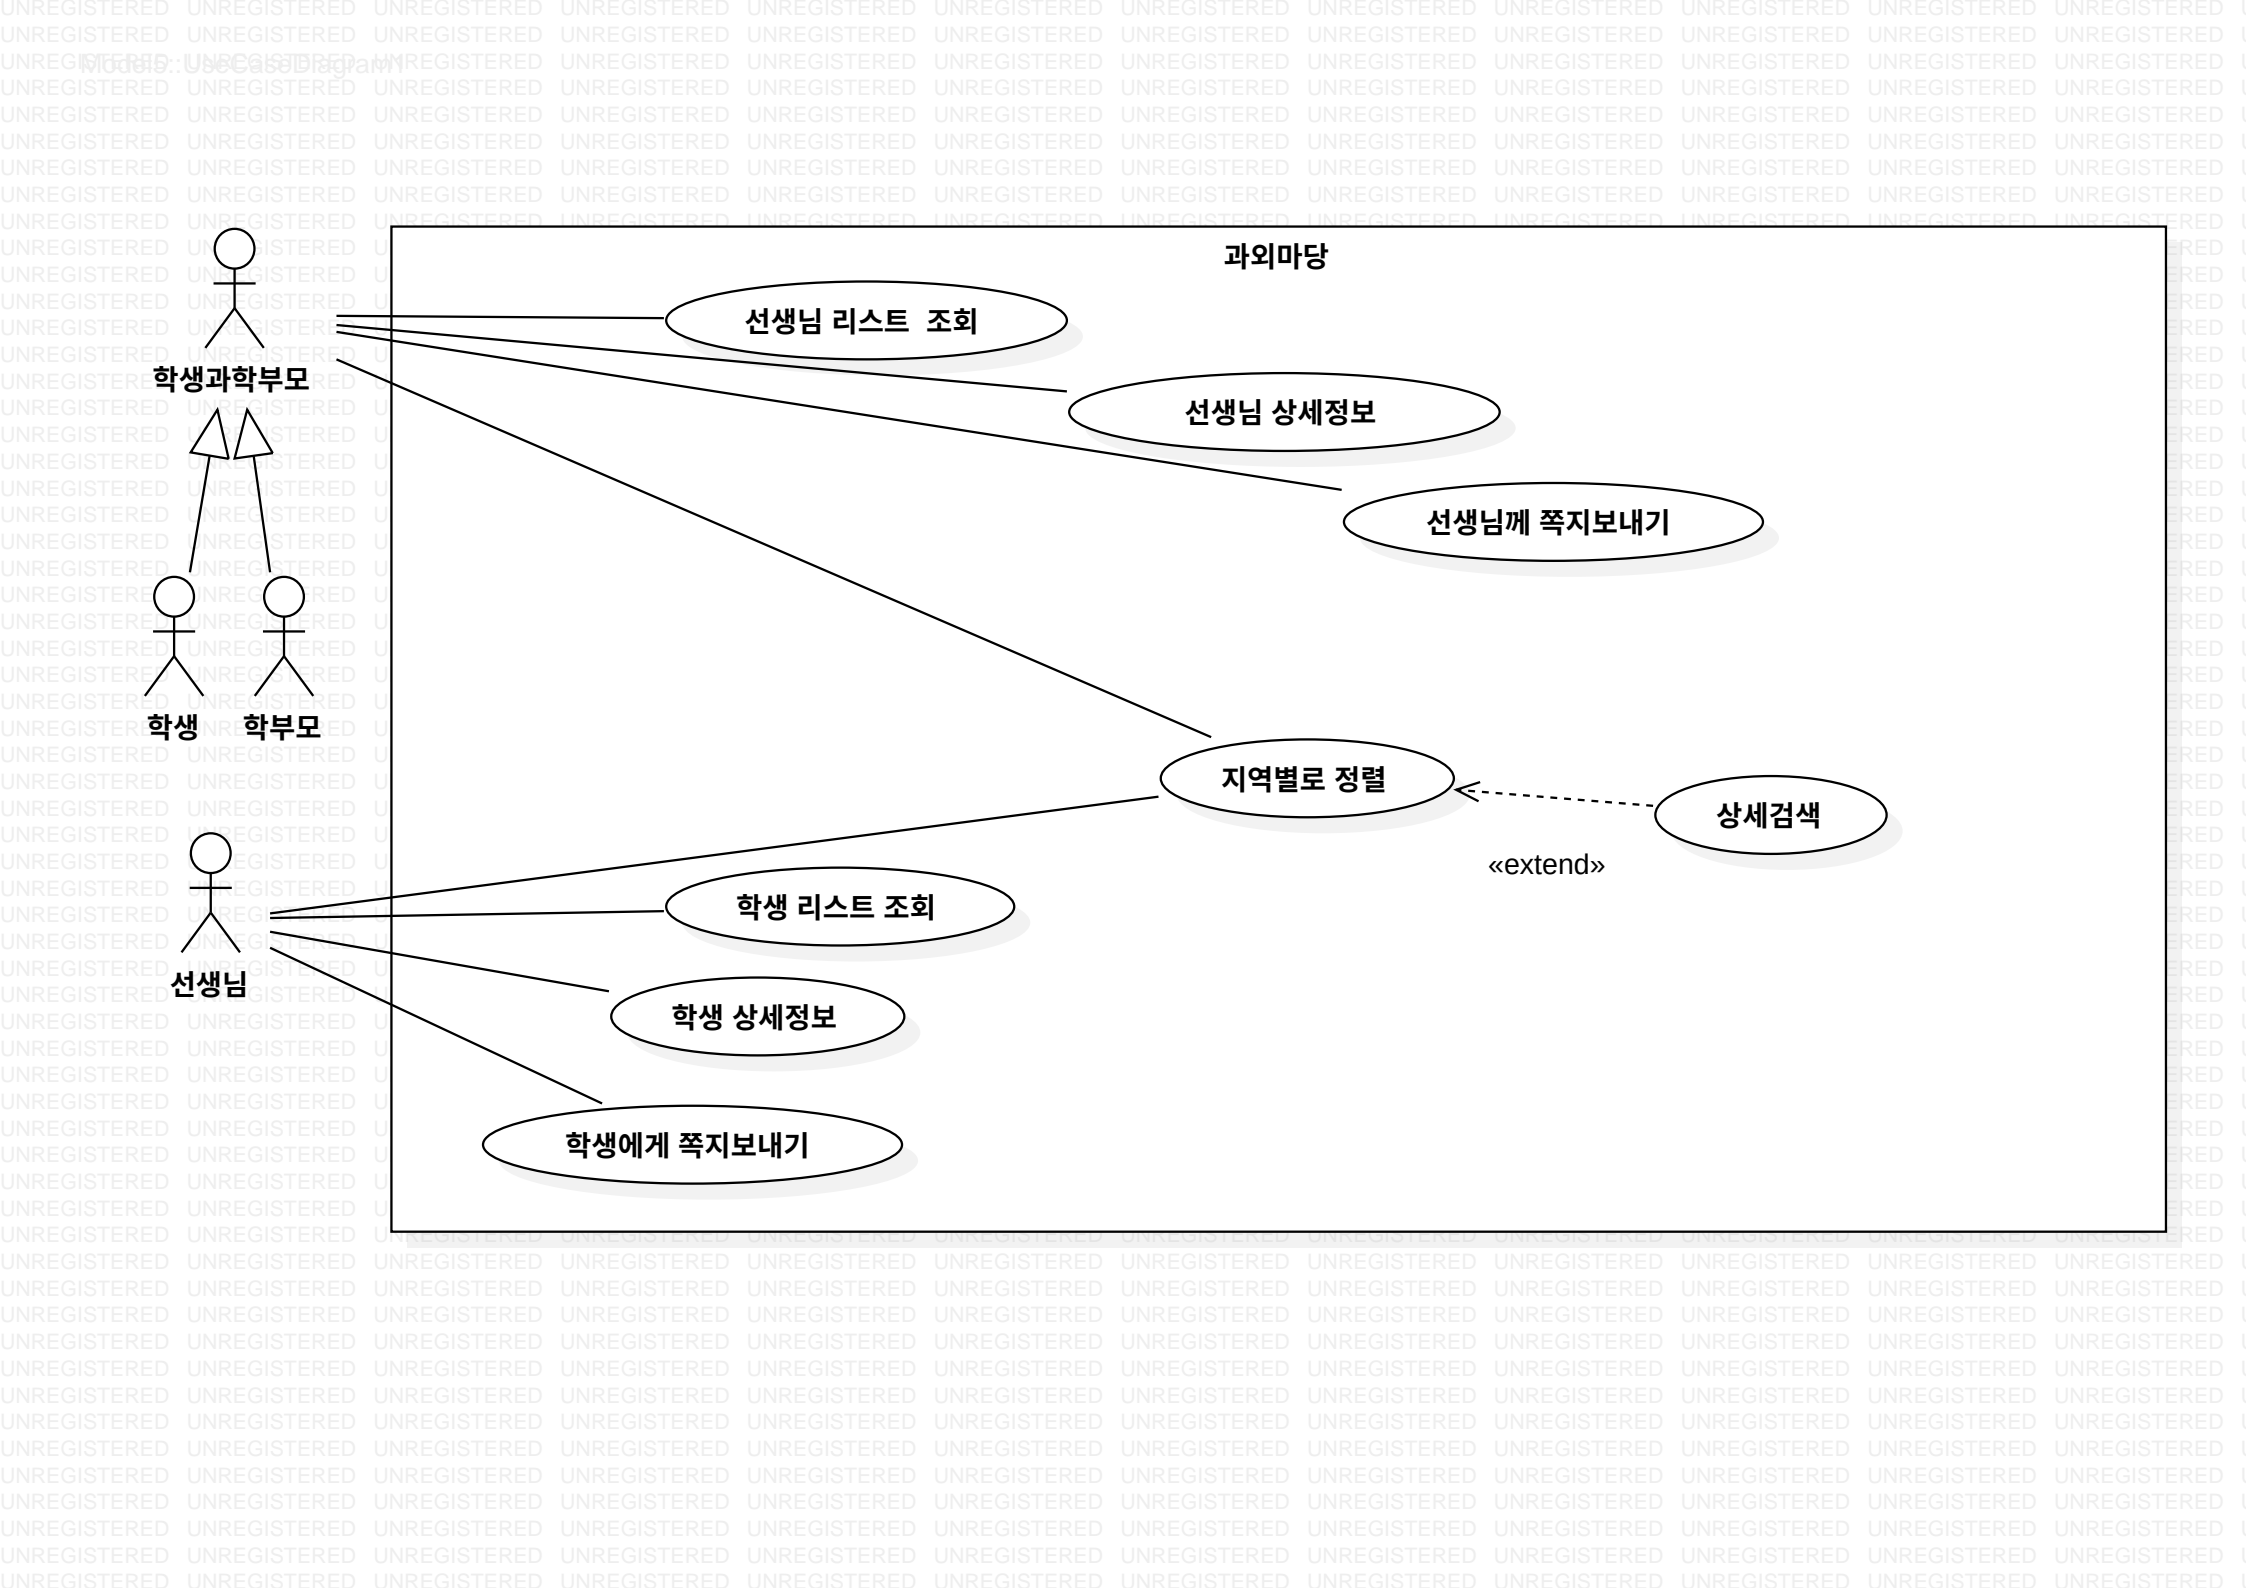 Models::UseCaseDiagram1
과외마당
선생님 리스트  조회
학생과학부모
선생님 상세정보
선생님께 쪽지보내기
학생
학부모
지역별로 정렬
상세검색
«extend»
학생 리스트 조회
선생님
학생 상세정보
학생에게 쪽지보내기
UNREGISTERED